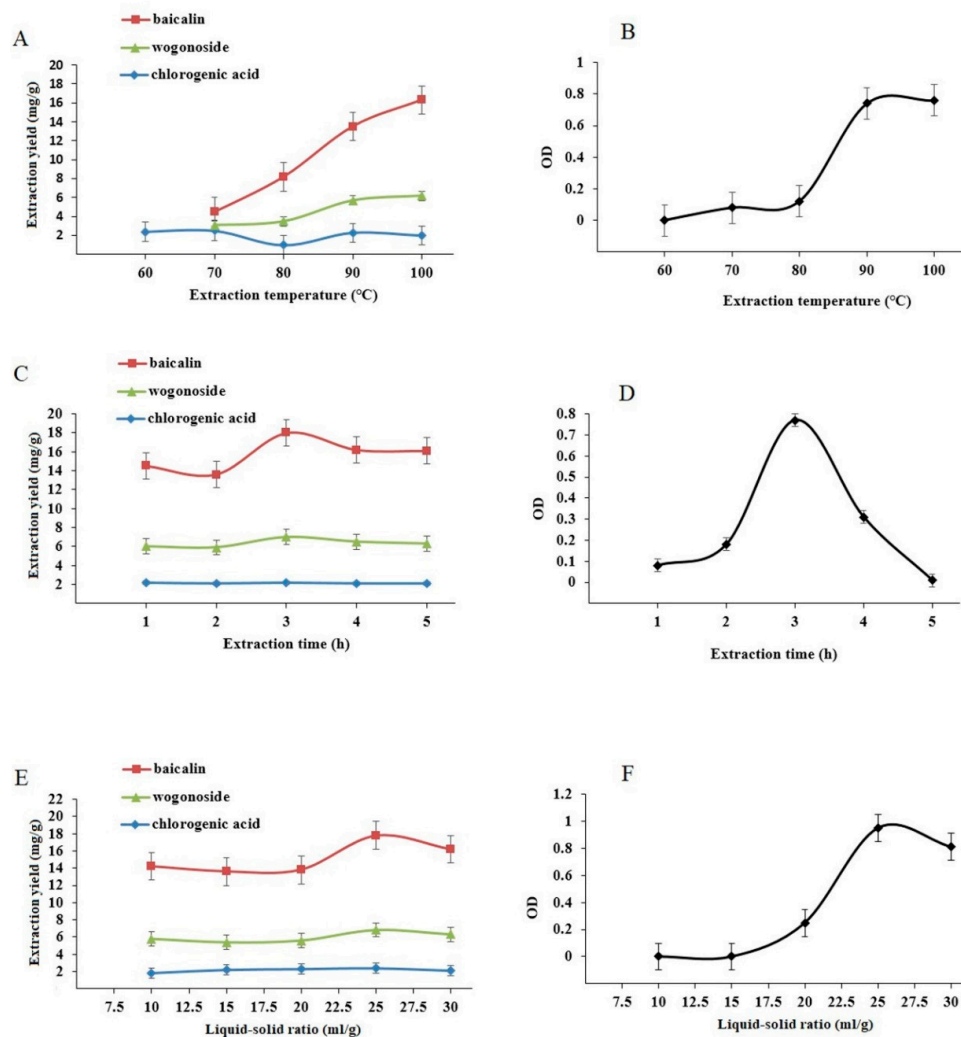 A
baicalin
wogonoside
chlorogenic acid
20
18
16
14
12
10
8
6
4
2
Extraction yield (mg/g)
60 70 80 90 100
Extraction temperature (°C)
B
1
0.8
0.6
0.4
0.2
0
OD
60 70 80 90 100
Extraction temperature (°C)
C
baicalin
wogonoside
chlorogenic acid
20
18
16
14
12
10
8
6
4
2
Extraction yield (mg/g)
1 2 3 4 5
Extraction time (h)
D
0.8
0.7
0.6
0.5
0.4
0.3
0.2
0.1
0
OD
1 2 3 4 5
Extraction time (h)
E
baicalin
wogonoside
chlorogenic acid
22
20
18
16
14
12
10
8
6
4
2
Extraction yield (mg/g)
7.5 10 12.5 15 17.5 20 22.5 25 27.5 30
Liquid-solid ratio (ml/g)
F
1.2
1
0.8
0.6
0.4
0.2
0
OD
7.5 10 12.5 15 17.5 20 22.5 25 27.5 30
Liquid-solid ratio (ml/g)